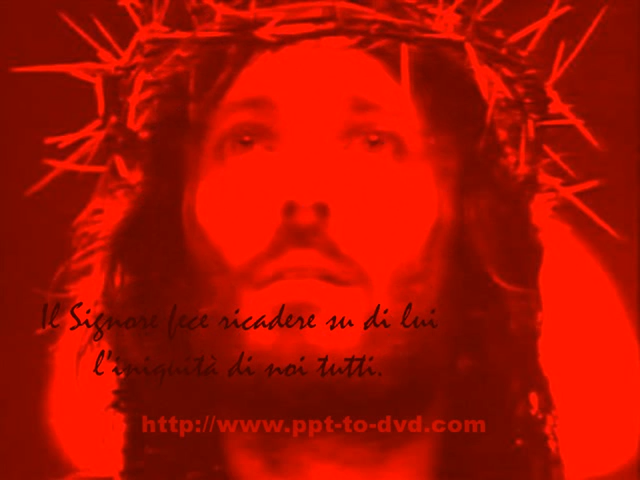 Il Signore fece ricadere su di lui
l'iniquità di noi tutti.
http://www.ppt-to-dvd.com